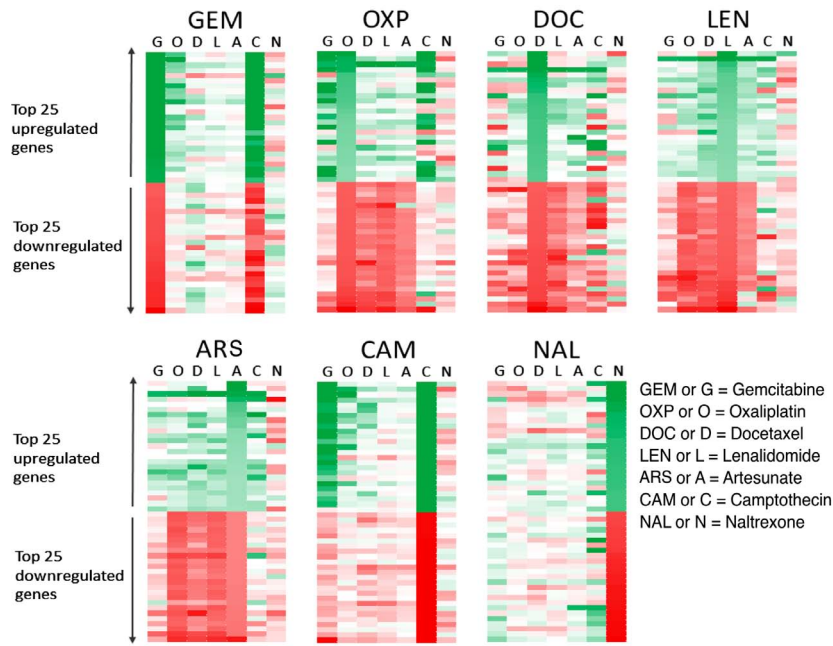 GEM OXP DOC LEN
G O D L A C N G O D L A C N G O D L A C N G O D L A C N
Top 25
upregulated
genes
Top 25
downregulated
genes
ARS CAM NAL
G O D L A C N G O D L A C N G O D L A C N
Top 25
upregulated
genes
Top 25
downregulated
genes
GEM or G = Gemcitabine
OXP or O = Oxaliplatin
DOC or D = Docetaxel
LEN or L = Lenalidomide
ARS or A = Artesunate
CAM or C = Camptothecin
NAL or N = Naltrexone